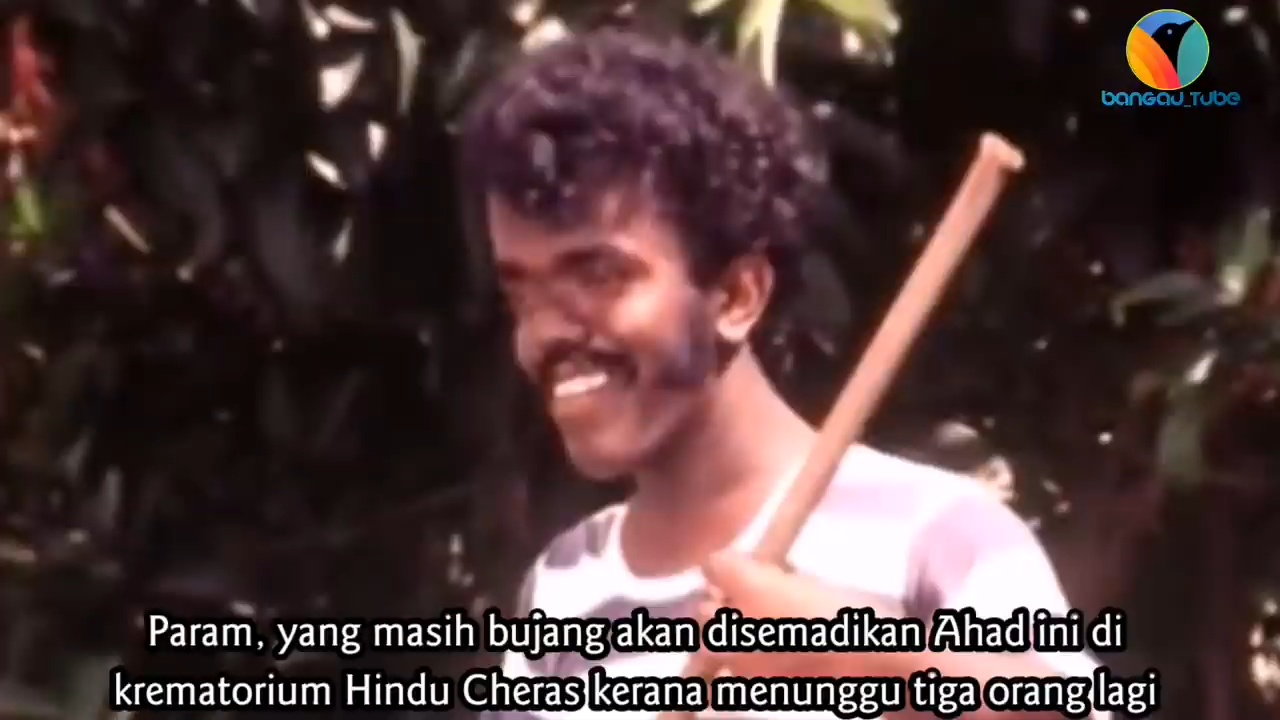 BANGAU_TUBE
Param, yang masih bujang akan disemadikan Ahad ini di
krematorium Hindu Cheras kerana menunggu tiga orang lagi